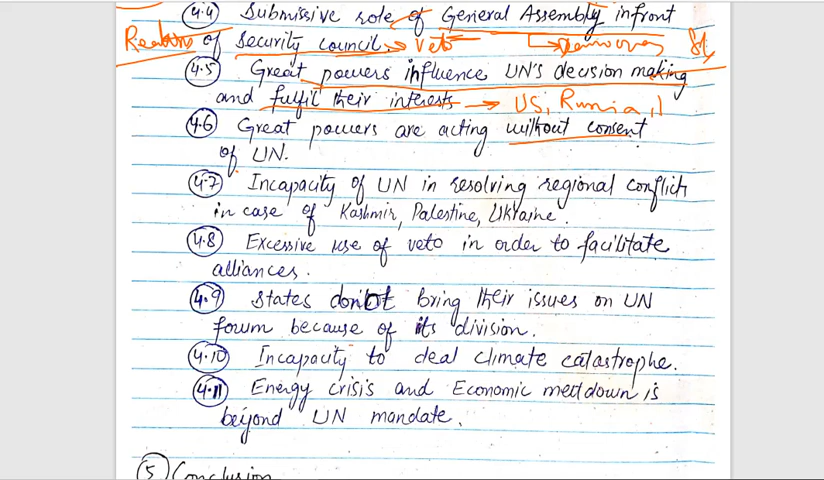 4.4 Submissive role of General Assembly infront
Reasons of Security council. → Veto → Democracy
4.5 Great powers influence UN's decision making
and fulfil their interests → US, Russia,
4.6 Great powers are acting without consent
of UN.
4.7 Incapacity of UN in resolving regional conflict
in case of Kashmir, Palestine, Ukraine.
4.8 Excessive use of veto in order to facilitate
alliances.
4.9 States don't bring their issues on UN
forum because of its division.
4.10 Incapacity to deal climate catastrophe.
4.11 Energy crisis and Economic meltdown is
beyond UN mandate.
5 Conclusion